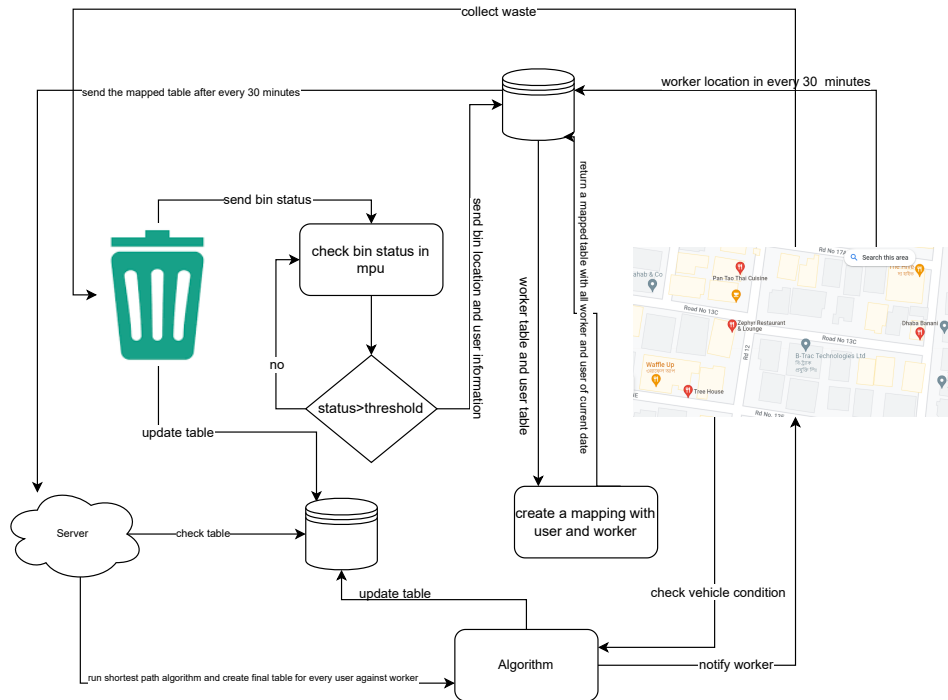 collect waste
send the mapped table after every 30 minutes
worker location in every 30 minutes
send bin status
check bin status in
mpu
no
status>threshold
send bin location and user information
worker table and user table
return a mapped table with all worker and user of current date
Rd No 17A
Search this area
Pan Tao Thai Cuisine
Road No 13C
Zephyr Restaurant
& Lounge
Rd 12
Road No 13C
Dhaba Banani
B-Trac Technologies Ltd
Waffle Up
Tree House
update table
create a mapping with
user and worker
Server
check table
update table
check vehicle condition
Algorithm
notify worker
run shortest path algorithm and create final table for every user against worker